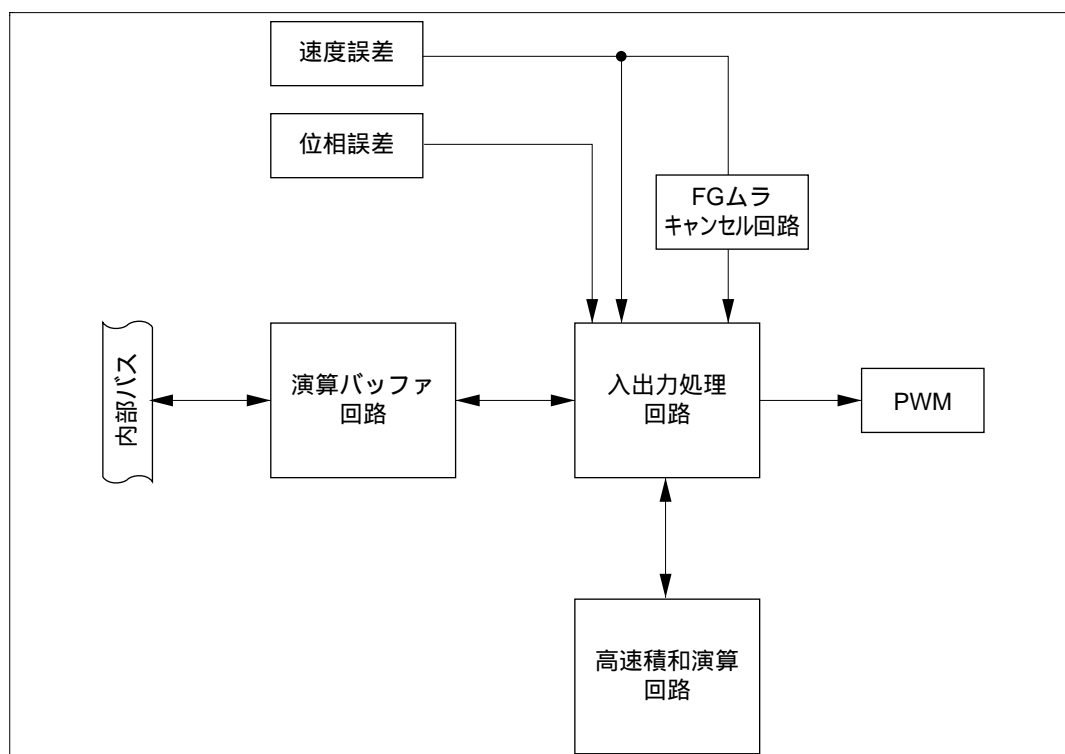 速度誤差
位相誤差
FGムラ
キャンセル回路
内部バス
演算バッファ
回路
入出力処理
回路
PWM
高速積和演算
回路